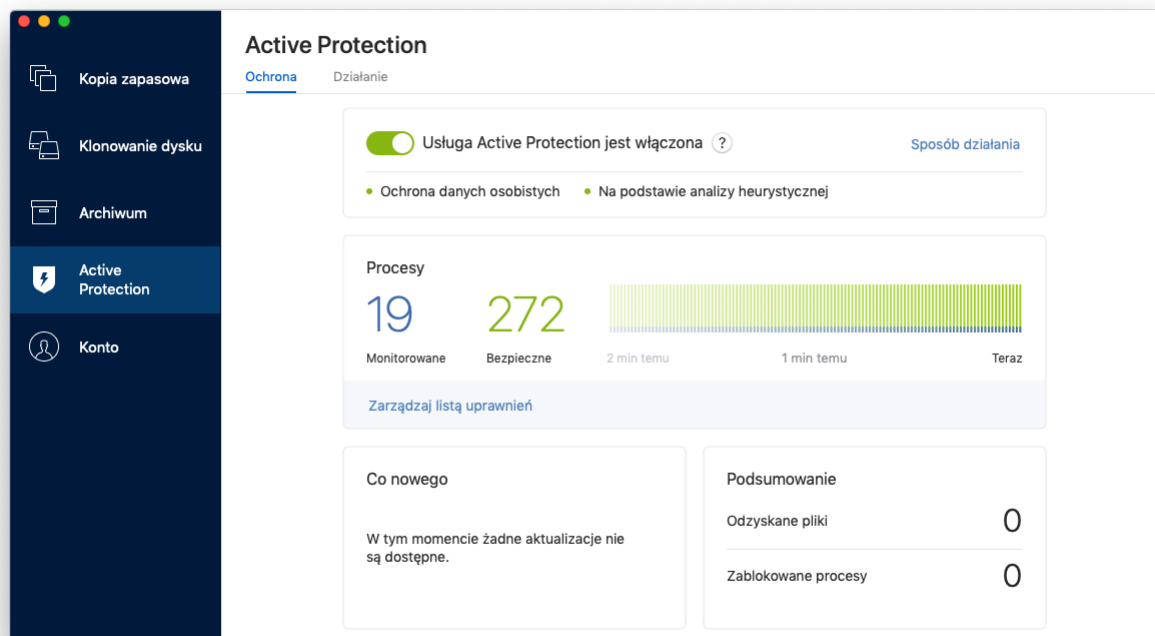 Kopia zapasowa
Klonowanie dysku
Archiwum
Active
Protection
Konto
Active Protection
Ochrona Działanie
Usługa Active Protection jest włączona ? Sposób działania
Ochrona danych osobistych Na podstawie analizy heurystycznej
Procesy
19 272
Monitorowane Bezpieczne 2 min temu 1 min temu Teraz
Zarządzaj listą uprawnień
Co nowego
W tym momencie żadne aktualizacje nie
są dostępne.
Podsumowanie
Odzyskane pliki 0
Zablokowane procesy 0